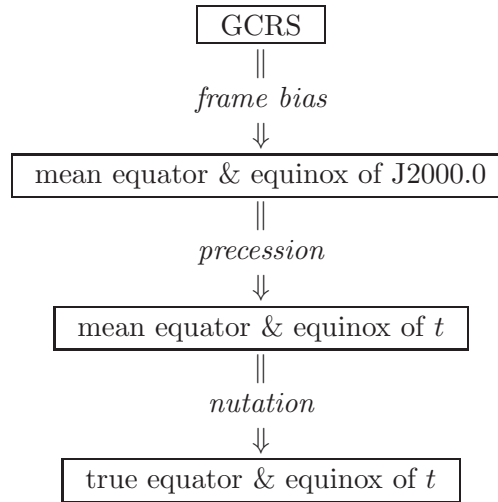 GCRS
frame bias
mean equator & equinox of J2000.0
precession
mean equator & equinox of t
nutation
true equator & equinox of t